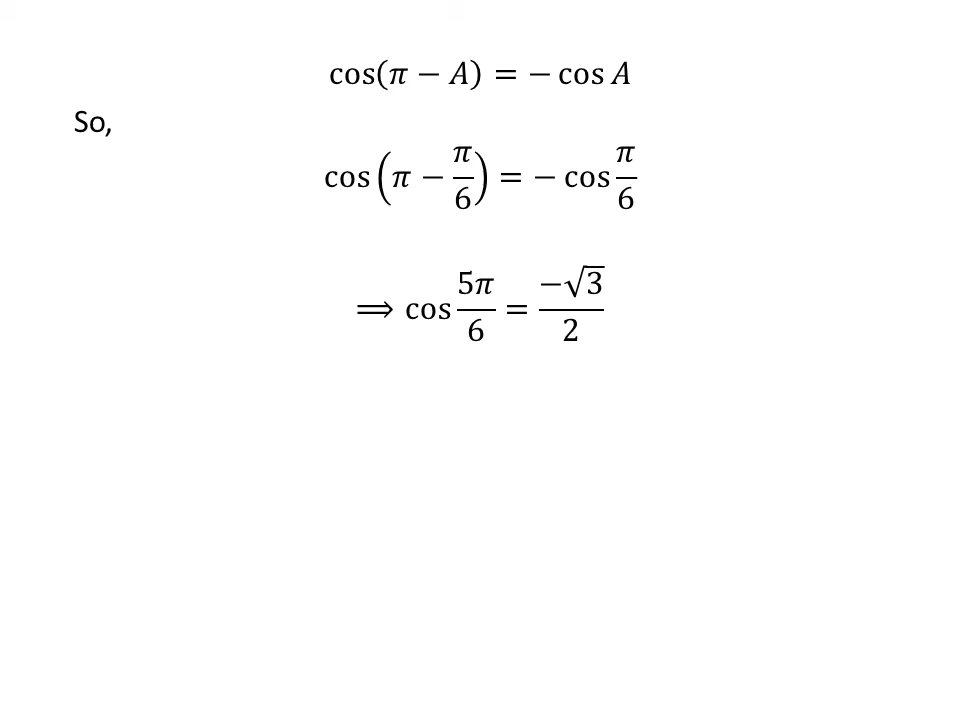 cos(π − A) = − cos A
So,
cos (π − π/6) = − cos π/6
⟹ cos 5π/6 = −√3/2